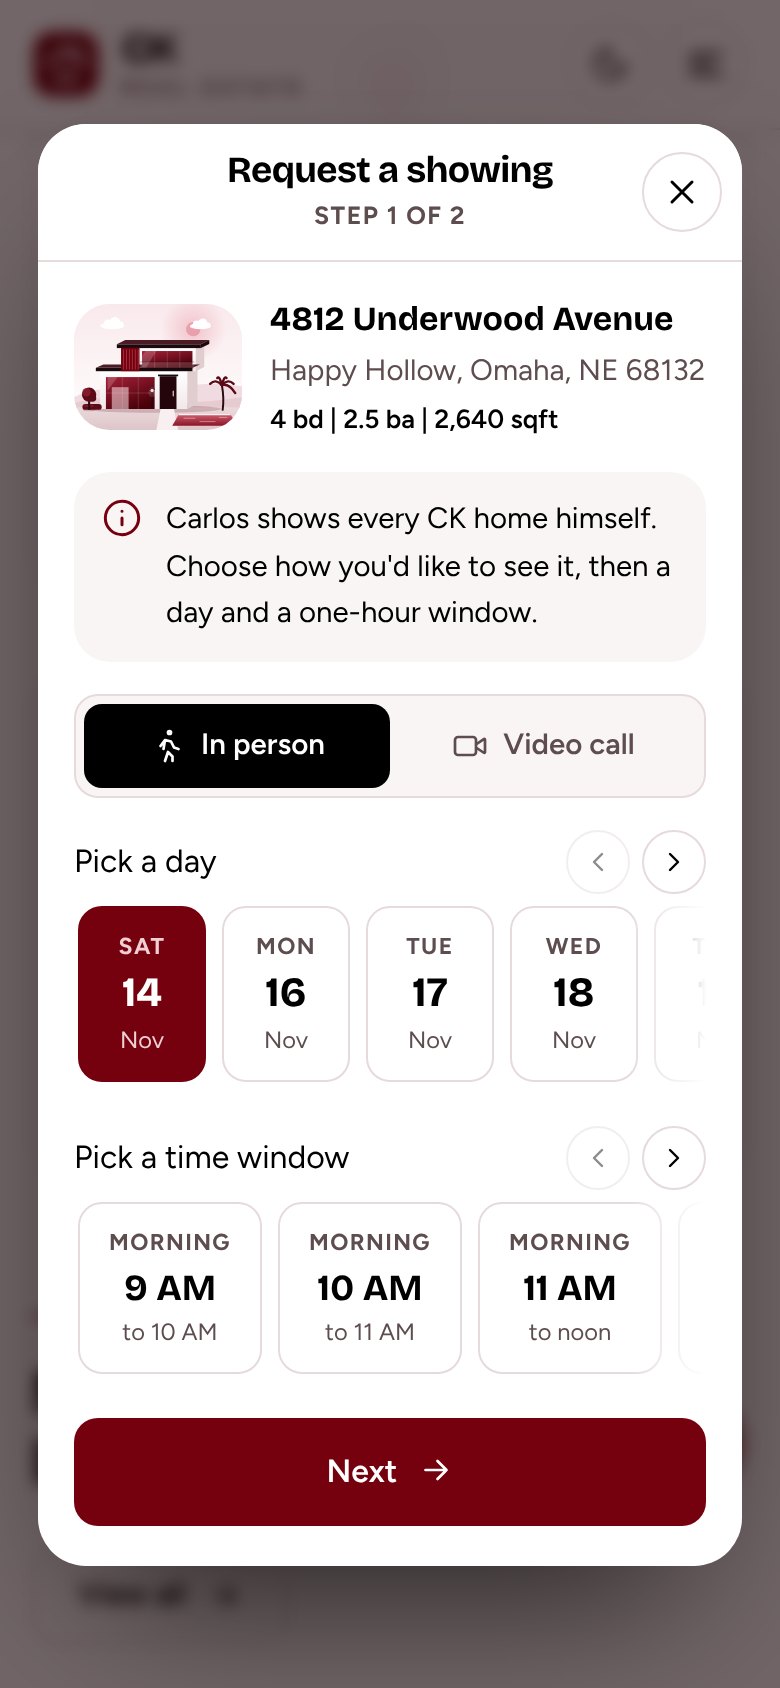 CK
Request a showing
STEP 1 OF 2
4812 Underwood Avenue
Happy Hollow, Omaha, NE 68132
4 bd | 2.5 ba | 2,640 sqft
Carlos shows every CK home himself.
Choose how you'd like to see it, then a
day and a one-hour window.
In person
Video call
Pick a day
SAT
14
Nov
MON
16
Nov
TUE
17
Nov
WED
18
Nov
Pick a time window
MORNING
9 AM
to 10 AM
MORNING
10 AM
to 11 AM
MORNING
11 AM
to noon
Next
View all